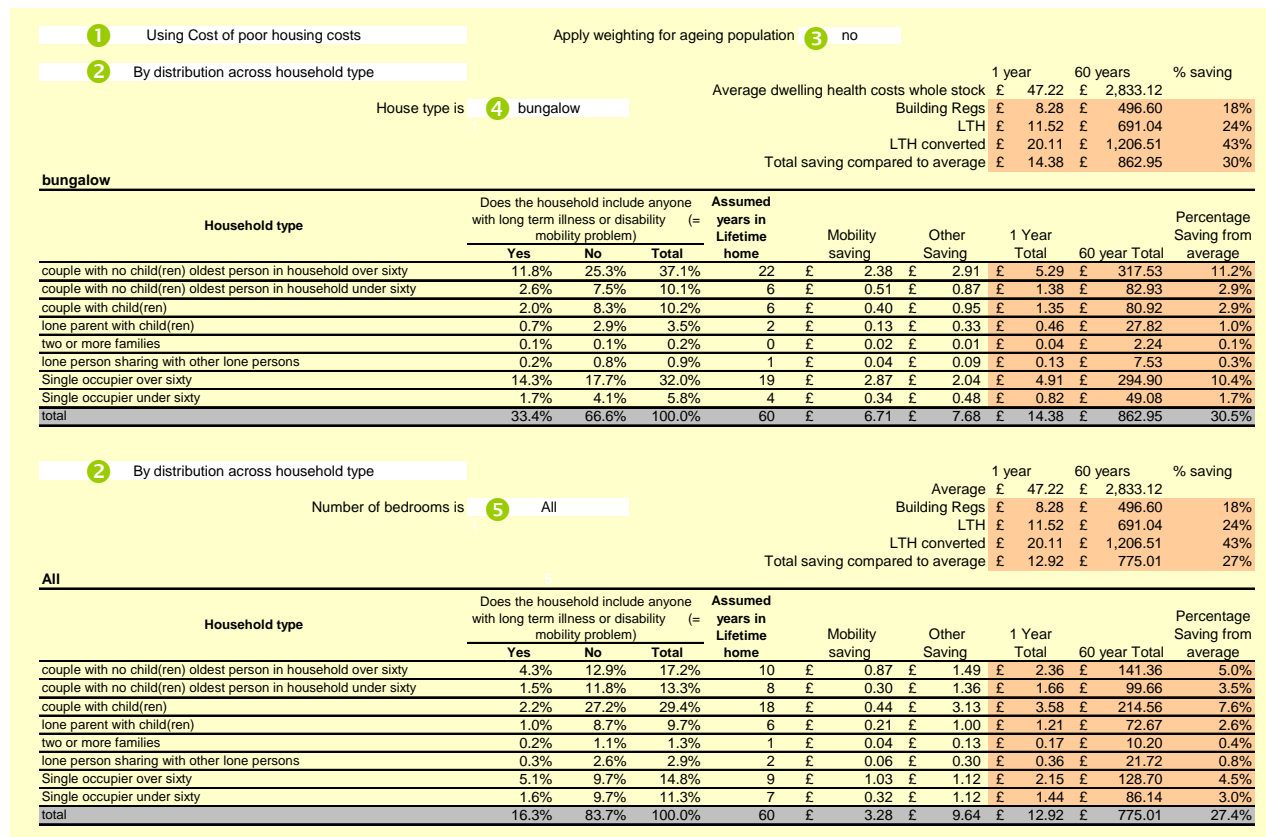 1 Using Cost of poor housing costs Apply weighting for ageing population 3 no
2 By distribution across household type 1 year 60 years % saving
Average dwelling health costs whole stock £ 47.22 £ 2,833.12
House type is 4 bungalow Building Regs £ 8.28 £ 496.60 18%
LTH £ 11.52 £ 691.04 24%
LTH converted £ 20.11 £ 1,206.51 43%
Total saving compared to average £ 14.38 £ 862.95 30%
bungalow
Household type
Does the household include anyone with long term illness or disability (= mobility problem)
Assumed years in Lifetime home
Mobility saving
Other Saving
1 Year Total
60 year Total
Percentage Saving from average
Yes No Total
couple with no child(ren) oldest person in household over sixty 11.8% 25.3% 37.1% 22 £ 2.38 £ 2.91 £ 5.29 £ 317.53 11.2%
couple with no child(ren) oldest person in household under sixty 2.6% 7.5% 10.1% 6 £ 0.51 £ 0.87 £ 1.38 £ 82.93 2.9%
couple with child(ren) 2.0% 8.3% 10.2% 6 £ 0.40 £ 0.95 £ 1.35 £ 80.92 2.9%
lone parent with child(ren) 0.7% 2.9% 3.5% 2 £ 0.13 £ 0.33 £ 0.46 £ 27.82 1.0%
two or more families 0.1% 0.1% 0.2% 0 £ 0.02 £ 0.01 £ 0.04 £ 2.24 0.1%
lone person sharing with other lone persons 0.2% 0.8% 0.9% 1 £ 0.04 £ 0.09 £ 0.13 £ 7.53 0.3%
Single occupier over sixty 14.3% 17.7% 32.0% 19 £ 2.87 £ 2.04 £ 4.91 £ 294.90 10.4%
Single occupier under sixty 1.7% 4.1% 5.8% 4 £ 0.34 £ 0.48 £ 0.82 £ 49.08 1.7%
total 33.4% 66.6% 100.0% 60 £ 6.71 £ 7.68 £ 14.38 £ 862.95 30.5%
2 By distribution across household type 1 year 60 years % saving
Average £ 47.22 £ 2,833.12
Number of bedrooms is 5 All Building Regs £ 8.28 £ 496.60 18%
LTH £ 11.52 £ 691.04 24%
LTH converted £ 20.11 £ 1,206.51 43%
Total saving compared to average £ 12.92 £ 775.01 27%
All
Household type
Does the household include anyone with long term illness or disability (= mobility problem)
Assumed years in Lifetime home
Mobility saving
Other Saving
1 Year Total
60 year Total
Percentage Saving from average
Yes No Total
couple with no child(ren) oldest person in household over sixty 4.3% 12.9% 17.2% 10 £ 0.87 £ 1.49 £ 2.36 £ 141.36 5.0%
couple with no child(ren) oldest person in household under sixty 1.5% 11.8% 13.3% 8 £ 0.30 £ 1.36 £ 1.66 £ 99.66 3.5%
couple with child(ren) 2.2% 27.2% 29.4% 18 £ 0.44 £ 3.13 £ 3.58 £ 214.56 7.6%
lone parent with child(ren) 1.0% 8.7% 9.7% 6 £ 0.21 £ 1.00 £ 1.21 £ 72.67 2.6%
two or more families 0.2% 1.1% 1.3% 1 £ 0.04 £ 0.13 £ 0.17 £ 10.20 0.4%
lone person sharing with other lone persons 0.3% 2.6% 2.9% 2 £ 0.06 £ 0.30 £ 0.36 £ 21.72 0.8%
Single occupier over sixty 5.1% 9.7% 14.8% 9 £ 1.03 £ 1.12 £ 2.15 £ 128.70 4.5%
Single occupier under sixty 1.6% 9.7% 11.3% 7 £ 0.32 £ 1.12 £ 1.44 £ 86.14 3.0%
total 16.3% 83.7% 100.0% 60 £ 3.28 £ 9.64 £ 12.92 £ 775.01 27.4%